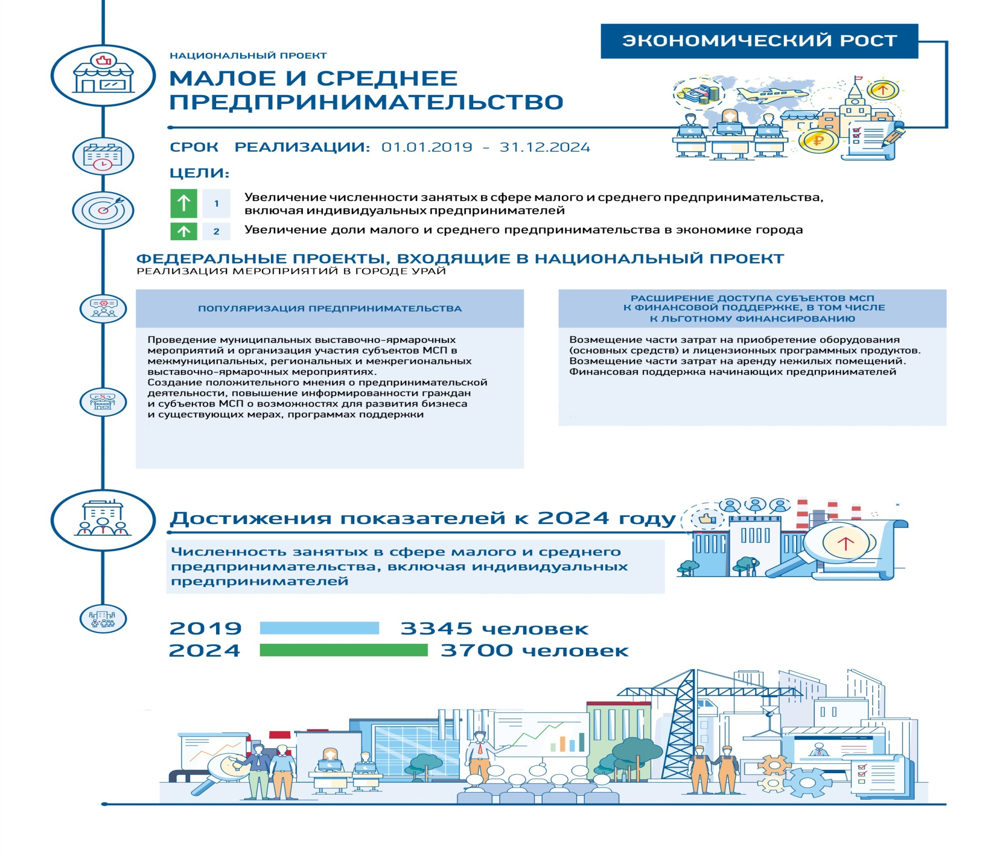 ЭКОНОМИЧЕСКИЙ РОСТ
НАЦИОНАЛЬНЫЙ ПРОЕКТ
МАЛОЕ И СРЕДНЕЕ
ПРЕДПРИНИМАТЕЛЬСТВО
СРОК РЕАЛИЗАЦИИ: 01.01.2019 - 31.12.2024
ЦЕЛИ:
1 Увеличение численности занятых в сфере малого и среднего предпринимательства,
включая индивидуальных предпринимателей
2 Увеличение доли малого и среднего предпринимательства в экономике города
ФЕДЕРАЛЬНЫЕ ПРОЕКТЫ, ВХОДЯЩИЕ В НАЦИОНАЛЬНЫЙ ПРОЕКТ
РЕАЛИЗАЦИЯ МЕРОПРИЯТИЙ В ГОРОДЕ УРАЙ
ПОПУЛЯРИЗАЦИЯ ПРЕДПРИНИМАТЕЛЬСТВА
Проведение муниципальных выставочно-ярмарочных
мероприятий и организация участия субъектов МСП в
межмуниципальных, региональных и межрегиональных
выставочно-ярмарочных мероприятиях.
Создание положительного мнения о предпринимательской
деятельности, повышение информированности граждан
и субъектов МСП о возможностях для развития бизнеса
и существующих мерах, программах поддержки
РАСШИРЕНИЕ ДОСТУПА СУБЪЕКТОВ МСП
К ФИНАНСОВОЙ ПОДДЕРЖКЕ, В ТОМ ЧИСЛЕ
К ЛЬГОТНОМУ ФИНАНСИРОВАНИЮ
Возмещение части затрат на приобретение оборудования
(основных средств) и лицензионных программных продуктов.
Возмещение части затрат на аренду нежилых помещений.
Финансовая поддержка начинающих предпринимателей
Достижения показателей к 2024 году
Численность занятых в сфере малого и среднего
предпринимательства, включая индивидуальных
предпринимателей
2019 3345 человек
2024 3700 человек